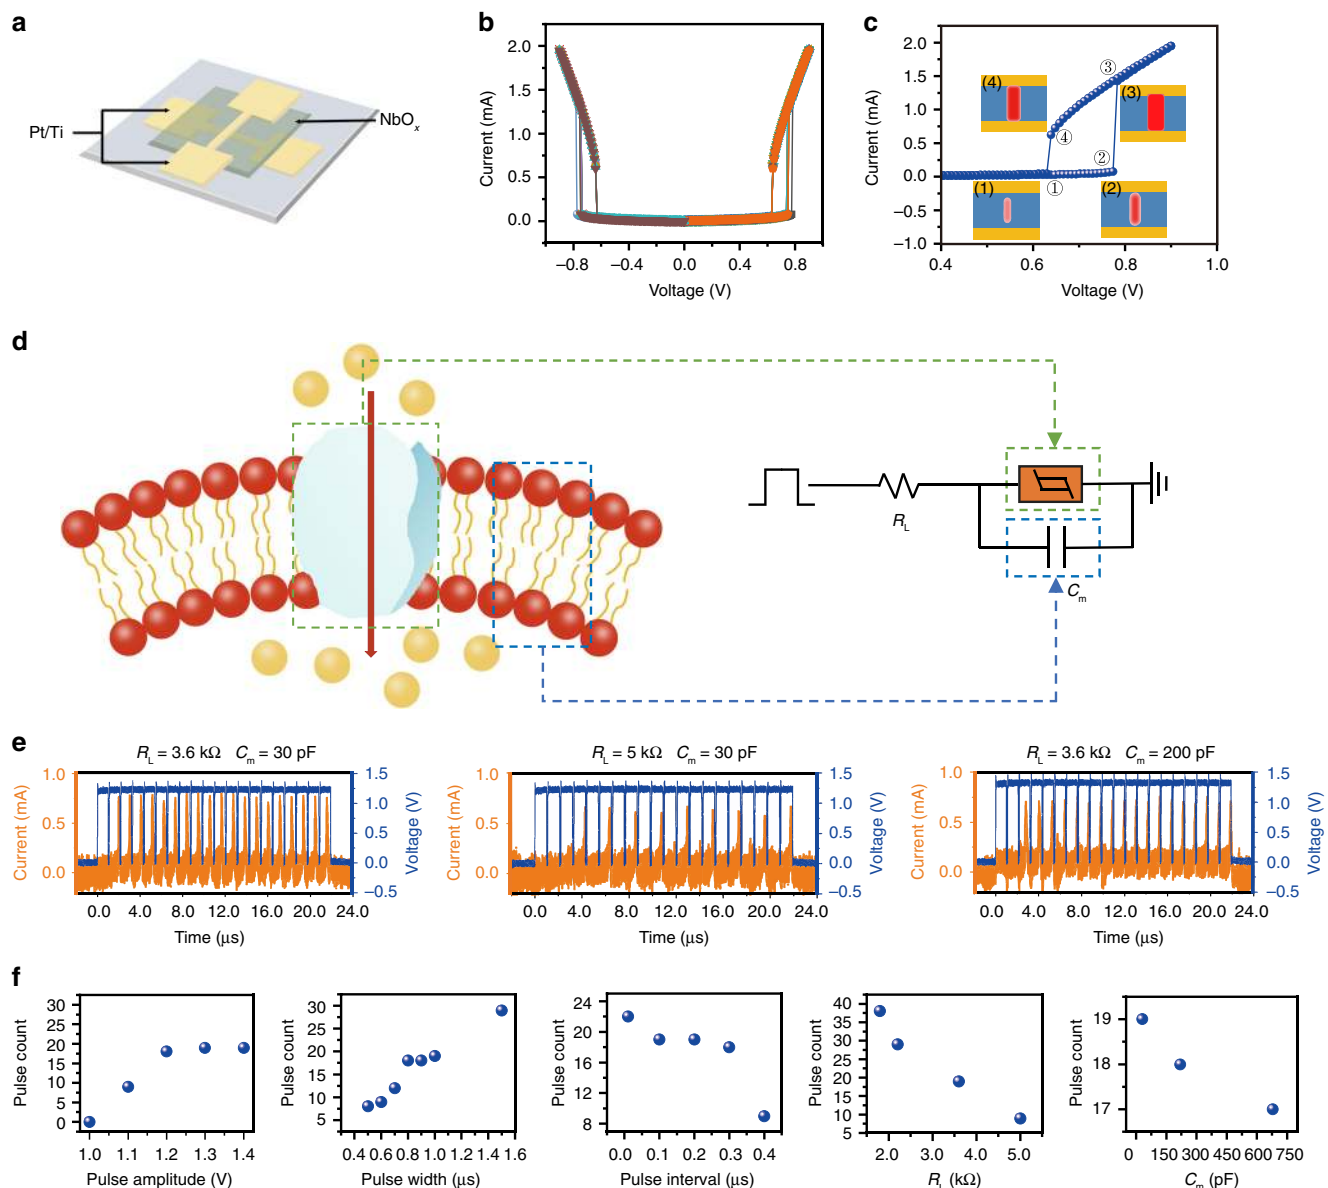 a
Pt/Ti
NbOx
b
Current (mA)
2.0
1.5
1.0
0.5
0.0
−0.8 −0.4 0.0 0.4 0.8
Voltage (V)
c
Current (mA)
2.0
1.5
1.0
0.5
0.0
−0.5
−1.0
(4)
③
(3)
④
②
(1)
①
(2)
0.4 0.6 0.8 1.0
Voltage (V)
d
RL
Cm
e
RL = 3.6 kΩ Cm = 30 pF
Current (mA)
1.0
0.5
0.0
1.5
1.2
0.5
0.0
−0.5
Voltage (V)
0.0 4.0 8.0 12.0 16.0 20.0 24.0
Time (μs)
RL = 5 kΩ Cm = 30 pF
Current (mA)
1.0
0.5
0.0
1.5
1.2
0.5
0.0
−0.5
Voltage (V)
0.0 4.0 8.0 12.0 16.0 20.0 24.0
Time (μs)
RL = 3.6 kΩ Cm = 200 pF
Current (mA)
1.0
0.5
0.0
1.5
1.2
0.5
0.0
−0.5
Voltage (V)
0.0 4.0 8.0 12.0 16.0 20.0 24.0
Time (μs)
f
Pulse count
30
25
20
15
10
5
0
1.0 1.1 1.2 1.3 1.4
Pulse amplitude (V)
Pulse count
30
25
20
15
10
5
0.4 0.6 0.8 1.0 1.2 1.4 1.6
Pulse width (μs)
Pulse count
24
20
16
12
8
0.0 0.1 0.2 0.3 0.4
Pulse interval (μs)
Pulse count
40
35
30
25
20
15
10
5
2.0 3.0 4.0 5.0
RL (kΩ)
Pulse count
19
18
17
0 150 300 450 600 750
Cm (pF)